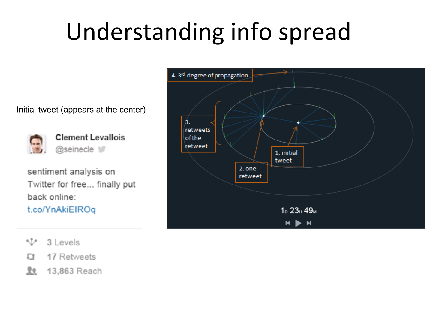 Understanding info spread
Initial tweet (appears at the center)
Clement Levallois
@seinecle
sentiment analysis on
Twitter for free... finally put
back online:
t.co/YnAkiEIROq
3 Levels
17 Retweets
13,863 Reach
4. 3rd degree of propagation
3.
retweets
of the
retweet
1. initial
tweet
2. one
retweet
1h 23m 49s